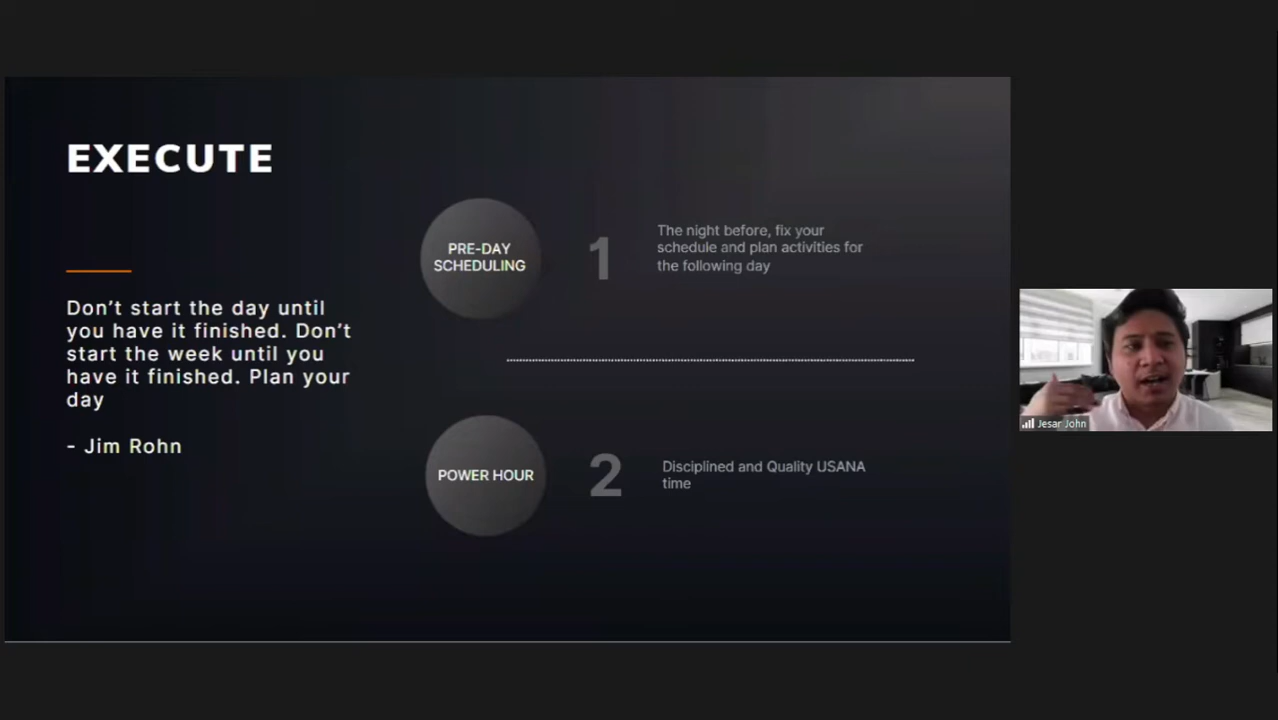 EXECUTE
Don’t start the day until
you have it finished. Don’t
start the week until you
have it finished. Plan your
day
- Jim Rohn
PRE-DAY
SCHEDULING
1
The night before, fix your
schedule and plan activities for
the following day
POWER HOUR
2
Disciplined and Quality USANA
time
Jesar John